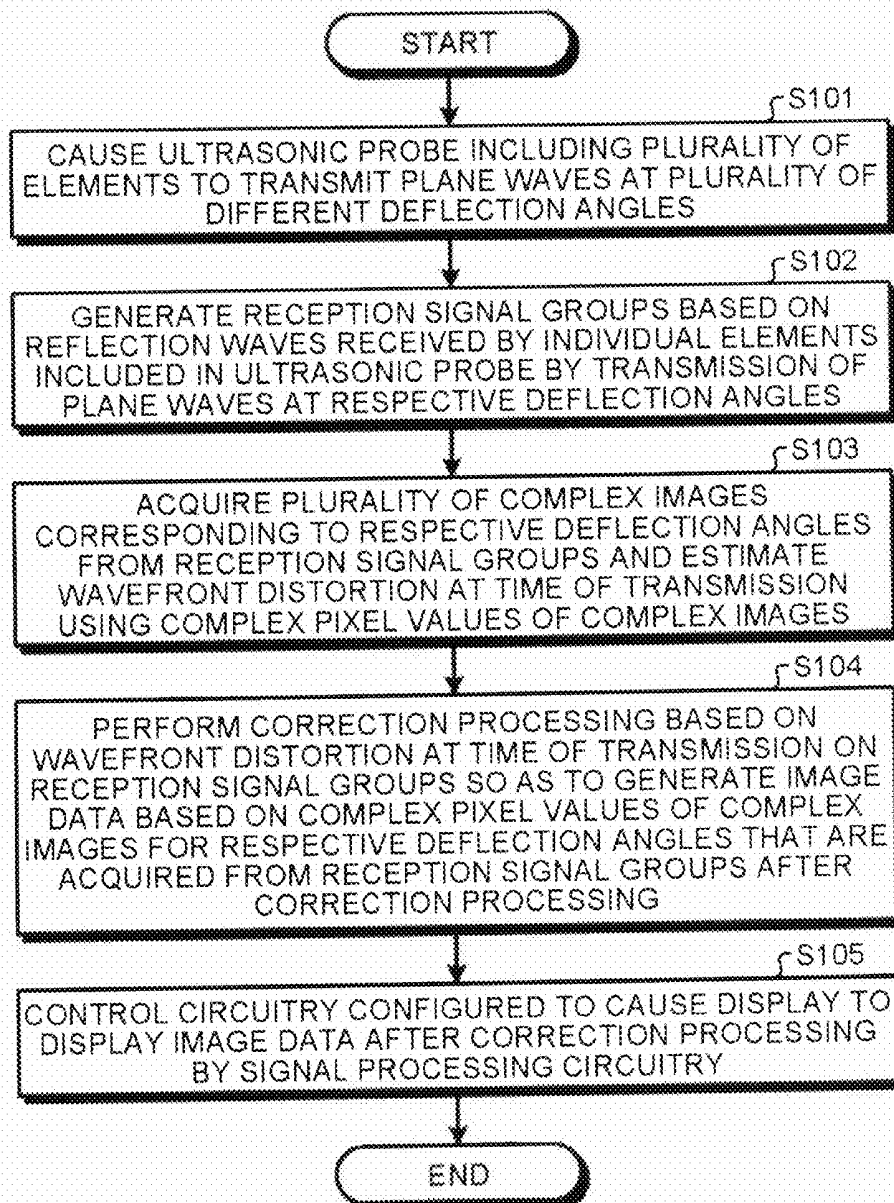 START
S101
CAUSE ULTRASONIC PROBE INCLUDING PLURALITY OF
ELEMENTS TO TRANSMIT PLANE WAVES AT PLURALITY OF
DIFFERENT DEFLECTION ANGLES
S102
GENERATE RECEPTION SIGNAL GROUPS BASED ON
REFLECTION WAVES RECEIVED BY INDIVIDUAL ELEMENTS
INCLUDED IN ULTRASONIC PROBE BY TRANSMISSION OF
PLANE WAVES AT RESPECTIVE DEFLECTION ANGLES
S103
ACQUIRE PLURALITY OF COMPLEX IMAGES
CORRESPONDING TO RESPECTIVE DEFLECTION ANGLES
FROM RECEPTION SIGNAL GROUPS AND ESTIMATE
WAVEFRONT DISTORTION AT TIME OF TRANSMISSION
USING COMPLEX PIXEL VALUES OF COMPLEX IMAGES
S104
PERFORM CORRECTION PROCESSING BASED ON
WAVEFRONT DISTORTION AT TIME OF TRANSMISSION ON
RECEPTION SIGNAL GROUPS SO AS TO GENERATE IMAGE
DATA BASED ON COMPLEX PIXEL VALUES OF COMPLEX
IMAGES FOR RESPECTIVE DEFLECTION ANGLES THAT ARE
ACQUIRED FROM RECEPTION SIGNAL GROUPS AFTER
CORRECTION PROCESSING
S105
CONTROL CIRCUITRY CONFIGURED TO CAUSE DISPLAY TO
DISPLAY IMAGE DATA AFTER CORRECTION PROCESSING
BY SIGNAL PROCESSING CIRCUITRY
END